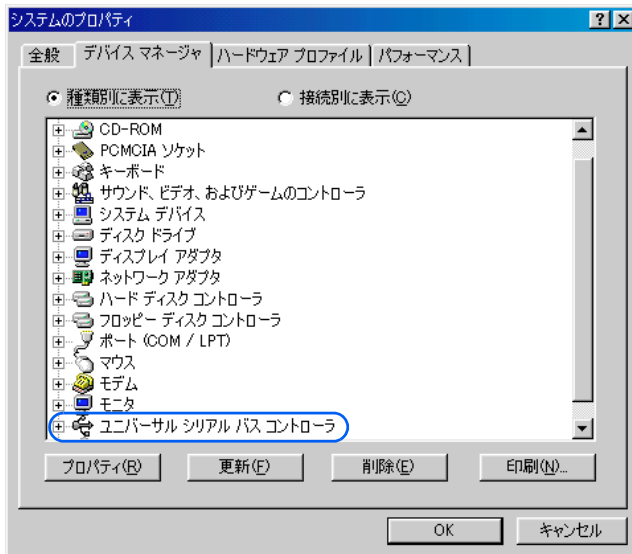 システムのプロパティ
全般 デバイス マネージャ ハードウェア プロファイル パフォーマンス
種類別に表示(T) 接続別に表示(C)
CD-ROM
PCMCIA ソケット
キーボード
サウンド、ビデオ、およびゲームのコントローラ
システム デバイス
ディスク ドライブ
ディスプレイ アダプタ
ネットワーク アダプタ
ハード ディスク コントローラ
フロッピー ディスク コントローラ
ポート (COM / LPT)
マウス
モデム
モニタ
ユニバーサル シリアル バス コントローラ
プロパティ(R) 更新(F) 削除(E) 印刷(N)...
OK キャンセル